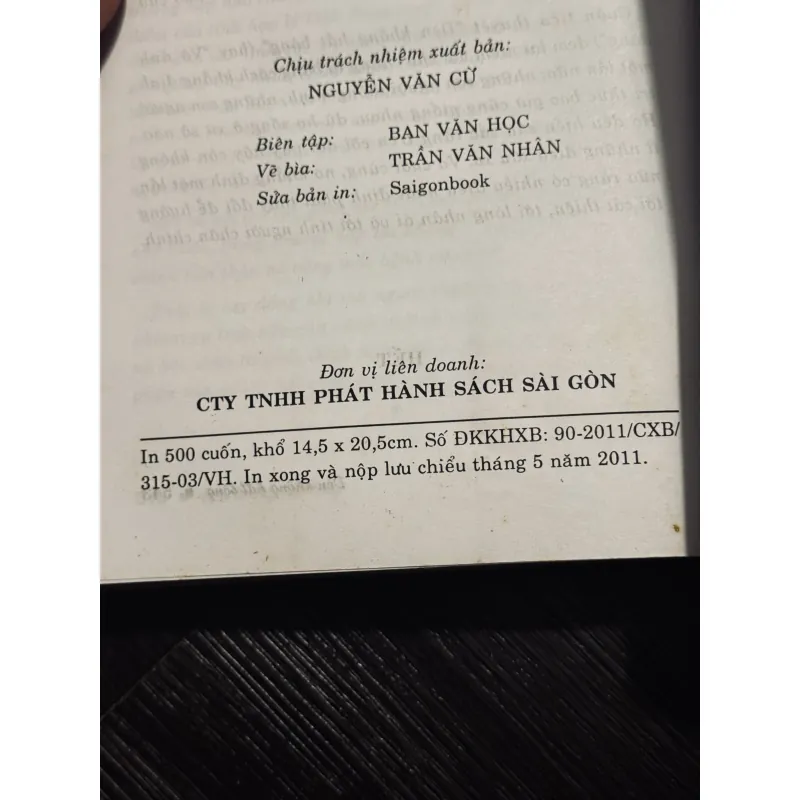 Chịu trách nhiệm xuất bản:
NGUYỄN VĂN CỪ
Biên tập: BAN VĂN HỌC
Vẽ bìa: TRẦN VĂN NHÂN
Sửa bản in: Saigonbook
Đơn vị liên doanh:
CTY TNHH PHÁT HÀNH SÁCH SÀI GÒN
In 500 cuốn, khổ 14,5 x 20,5cm. Số ĐKKHXB: 90-2011/CXB/
315-03/VH. In xong và nộp lưu chiểu tháng 5 năm 2011.